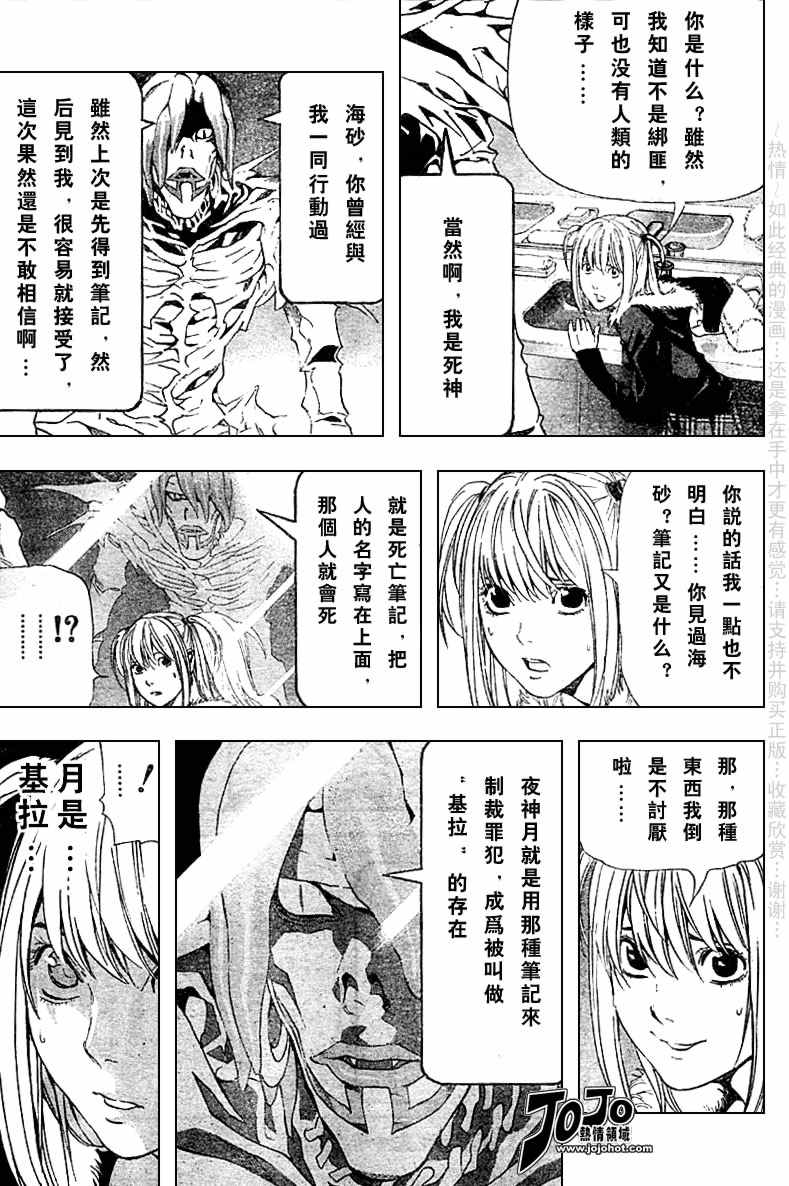 你是什么？雖然
我知道不是綁匪，
可也没有人類的
樣子……
當然啊，我是死神
海砂，你曾經與
我一同行動過
雖然上次是先得到筆記，然
后見到我，很容易就接受了，
這次果然還是不敢相信啊…
你説的話我一點也不
明白……你見過海
砂？筆記又是什么？
就是死亡筆記，把
人的名字寫在上面，
那個人就會死
……!?
那，那種
東西我倒
是不討厭
啦……
夜神月就是用那種筆記來
制裁罪犯，成爲被叫做
“基拉”的存在
…！
月是…
基拉…
~热情~如此经典的漫画…还是拿在手中才更有感觉…请支持并购买正版…收藏欣赏…谢谢…
JOJO
熱情領域
www.jojohot.com